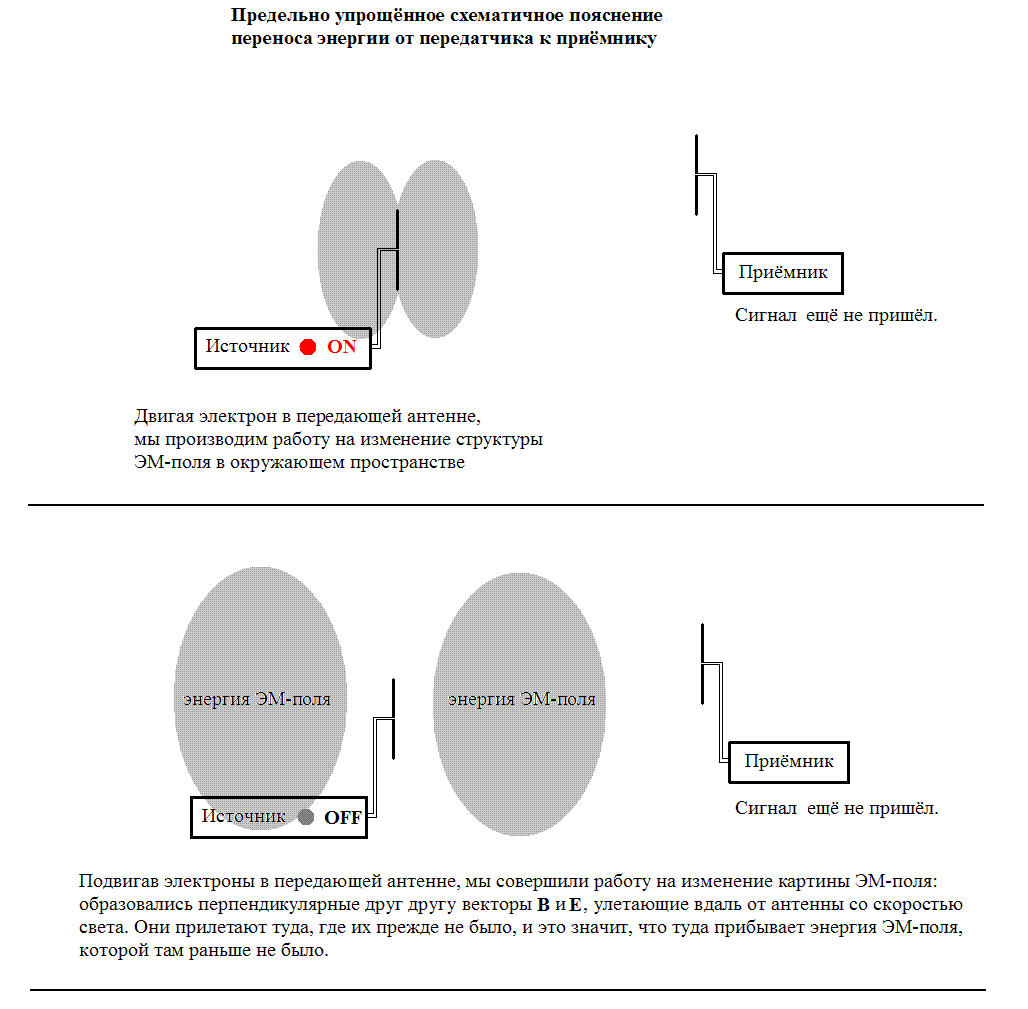 Предельно упрощённое схематичное пояснение
переноса энергии от передатчика к приёмнику
Приёмник
Сигнал ещё не пришёл.
Источник ON
Двигая электрон в передающей антенне,
мы производим работу на изменение структуры
ЭМ-поля в окружающем пространстве
энергия ЭМ-поля
энергия ЭМ-поля
Приёмник
Сигнал ещё не пришёл.
Источник OFF
Подвигав электроны в передающей антенне, мы совершили работу на изменение картины ЭМ-поля:
образовались перпендикулярные друг другу векторы B и E, улетающие вдаль от антенны со скоростью
света. Они прилетают туда, где их прежде не было, и это значит, что туда прибывает энергия ЭМ-поля,
которой там раньше не было.